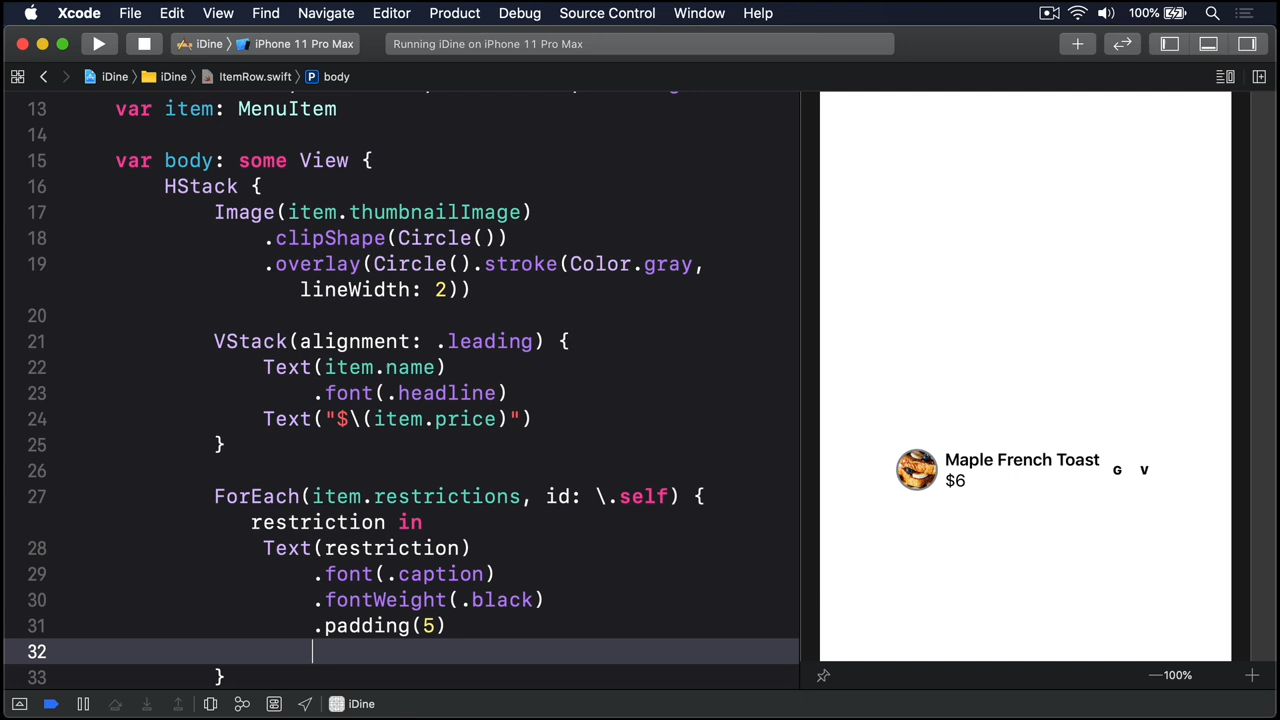 Xcode File Edit View Find Navigate Editor Product Debug Source Control Window Help 100%
iDine iPhone 11 Pro Max Running iDine on iPhone 11 Pro Max
iDine iDine ItemRow.swift P body
13 var item: MenuItem
14
15 var body: some View {
16 HStack {
17 Image(item.thumbnailImage)
18 .clipShape(Circle())
19 .overlay(Circle().stroke(Color.gray,
lineWidth: 2))
20
21 VStack(alignment: .leading) {
22 Text(item.name)
23 .font(.headline)
24 Text("$\(item.price)")
25 }
26
27 ForEach(item.restrictions, id: \.self) {
restriction in
28 Text(restriction)
29 .font(.caption)
30 .fontWeight(.black)
31 .padding(5)
32
33 }
Maple French Toast G V
$6
100%
iDine